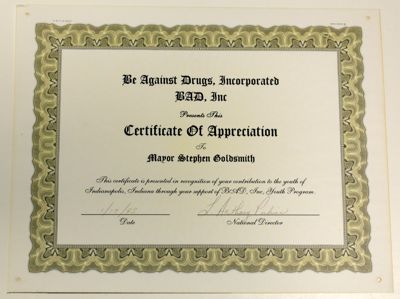 Be Against Drugs, Incorporated
BAD, Inc
Presents This
Certificate Of Appreciation
To
Mayor Stephen Goldsmith
This certificate is presented in recognition of your contribution to the youth of
Indianapolis, Indiana through your support of B.A.D., Inc, Youth Program.
Date
National Director